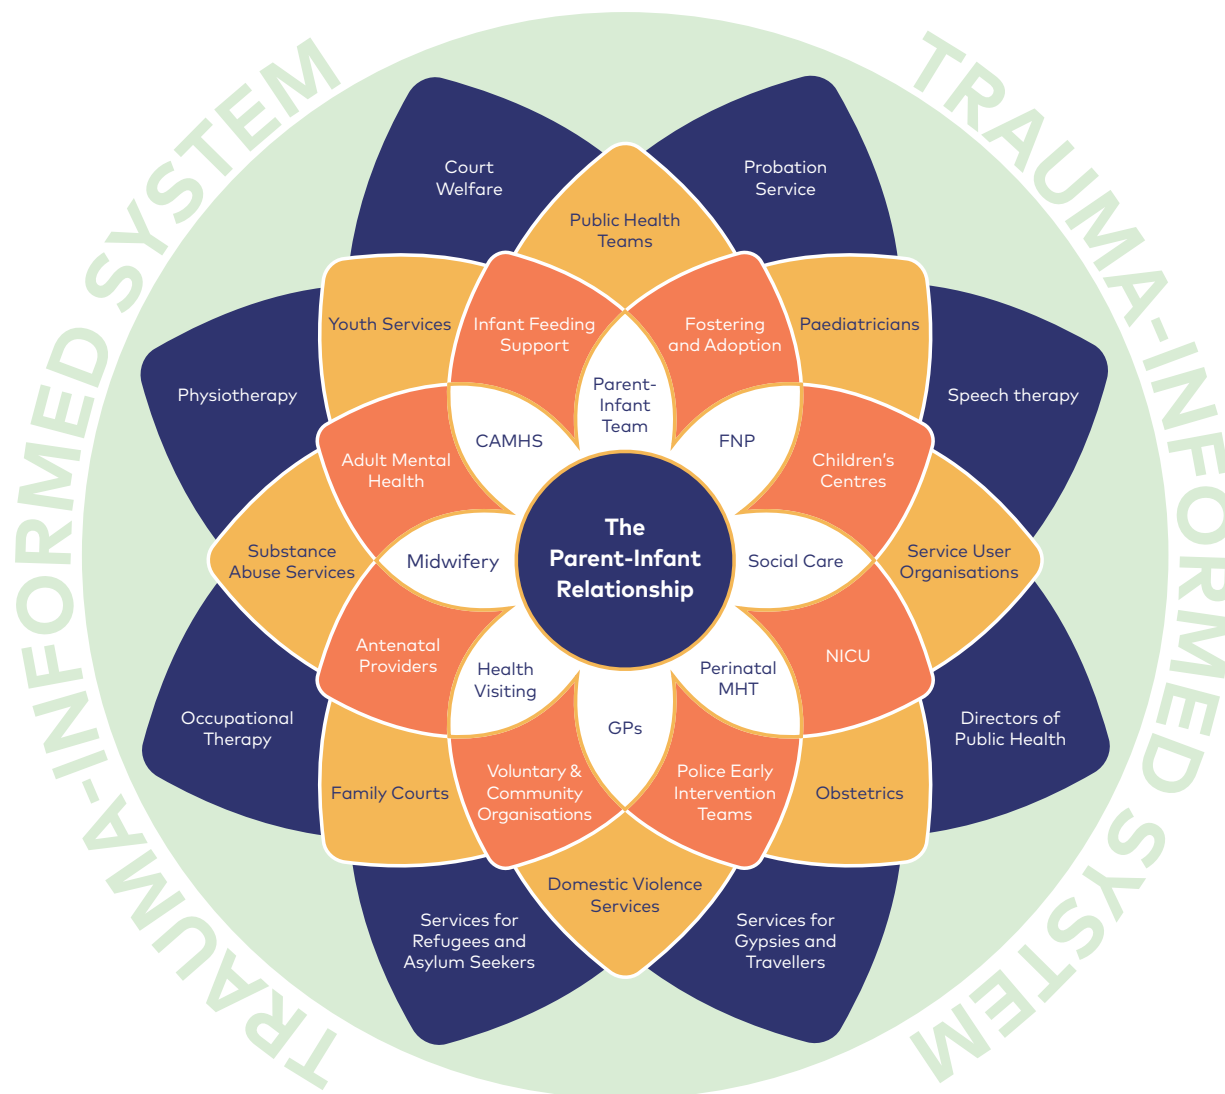 TRAUMA-INFORMED SYSTEM
TRAUMA-INFORMED SYSTEM
Court
Welfare
Probation
Service
Public Health
Teams
Youth Services
Infant Feeding
Support
Fostering
and Adoption
Paediatricians
Physiotherapy
Parent-
Infant
Team
Speech therapy
CAMHS
FNP
Adult Mental
Health
Children's
Centres
Substance
Abuse Services
Midwifery
The
Parent-Infant
Relationship
Social Care
Service User
Organisations
Antenatal
Providers
Health
Visiting
Perinatal
MHT
NICU
Occupational
Therapy
GPs
Directors of
Public Health
Family Courts
Voluntary &
Community
Organisations
Police Early
Intervention
Teams
Obstetrics
Domestic Violence
Services
Services for
Refugees and
Asylum Seekers
Services for
Gypsies and
Travellers